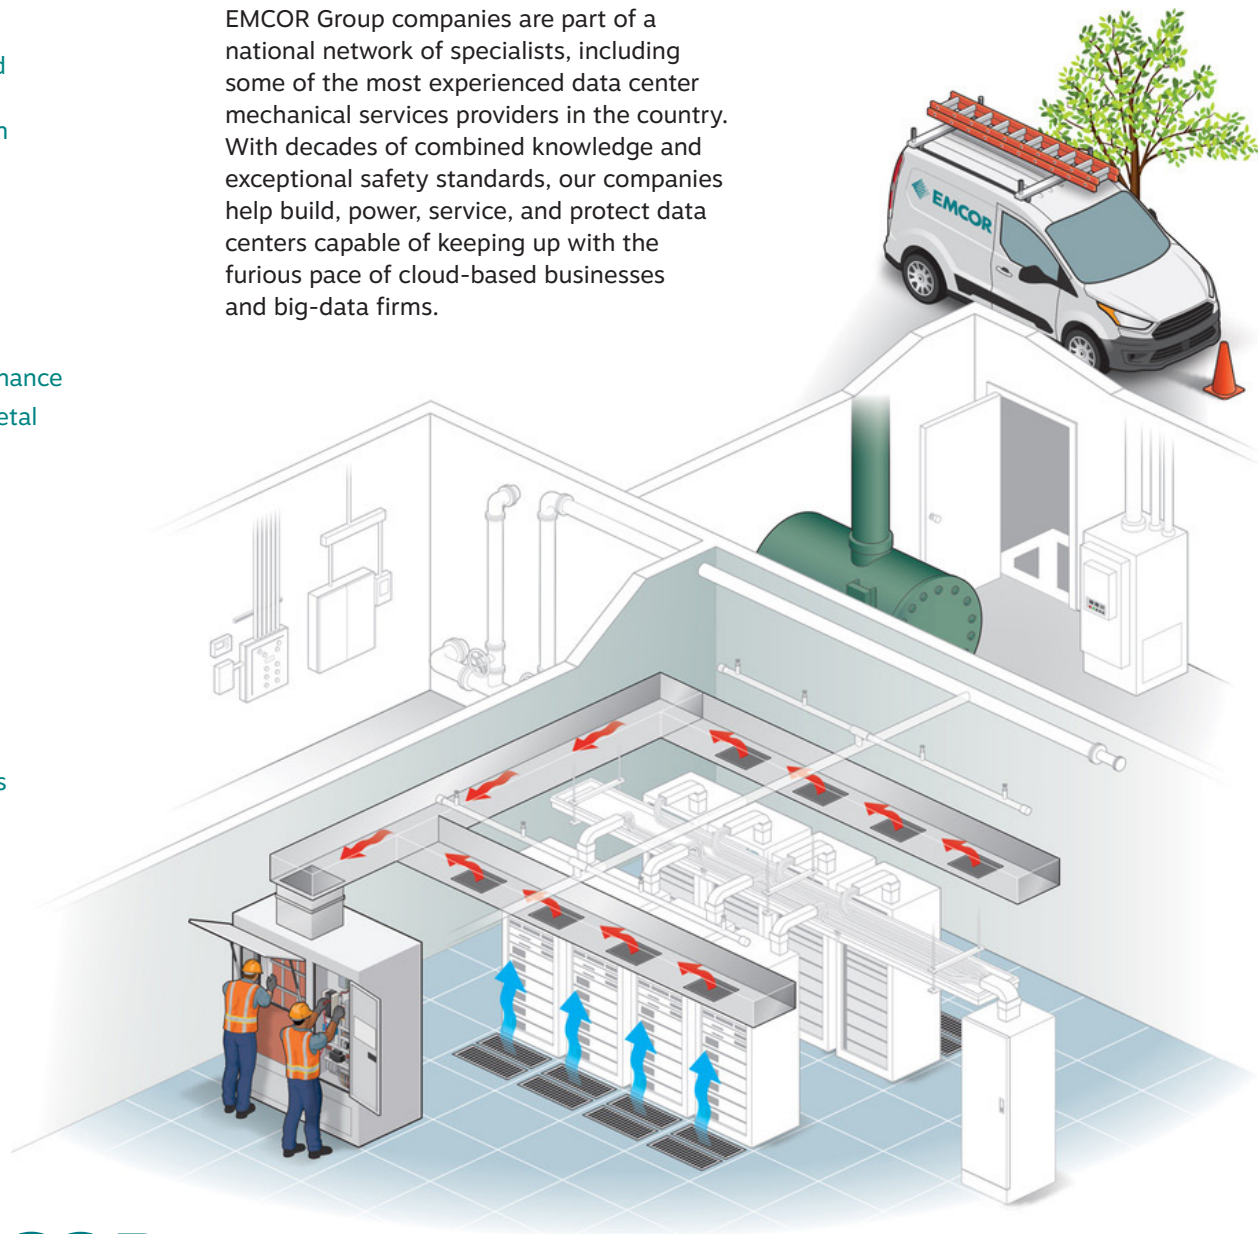 EMCOR Group companies are part of a
national network of specialists, including
some of the most experienced data center
mechanical services providers in the country.
With decades of combined knowledge and
exceptional safety standards, our companies
help build, power, service, and protect data
centers capable of keeping up with the
furious pace of cloud-based businesses
and big-data firms.
EMCOR